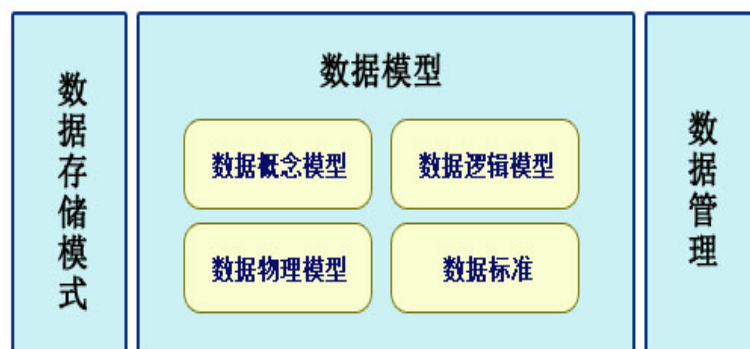 数据存储模式
数据模型
数据概念模型
数据逻辑模型
数据物理模型
数据标准
数据管理